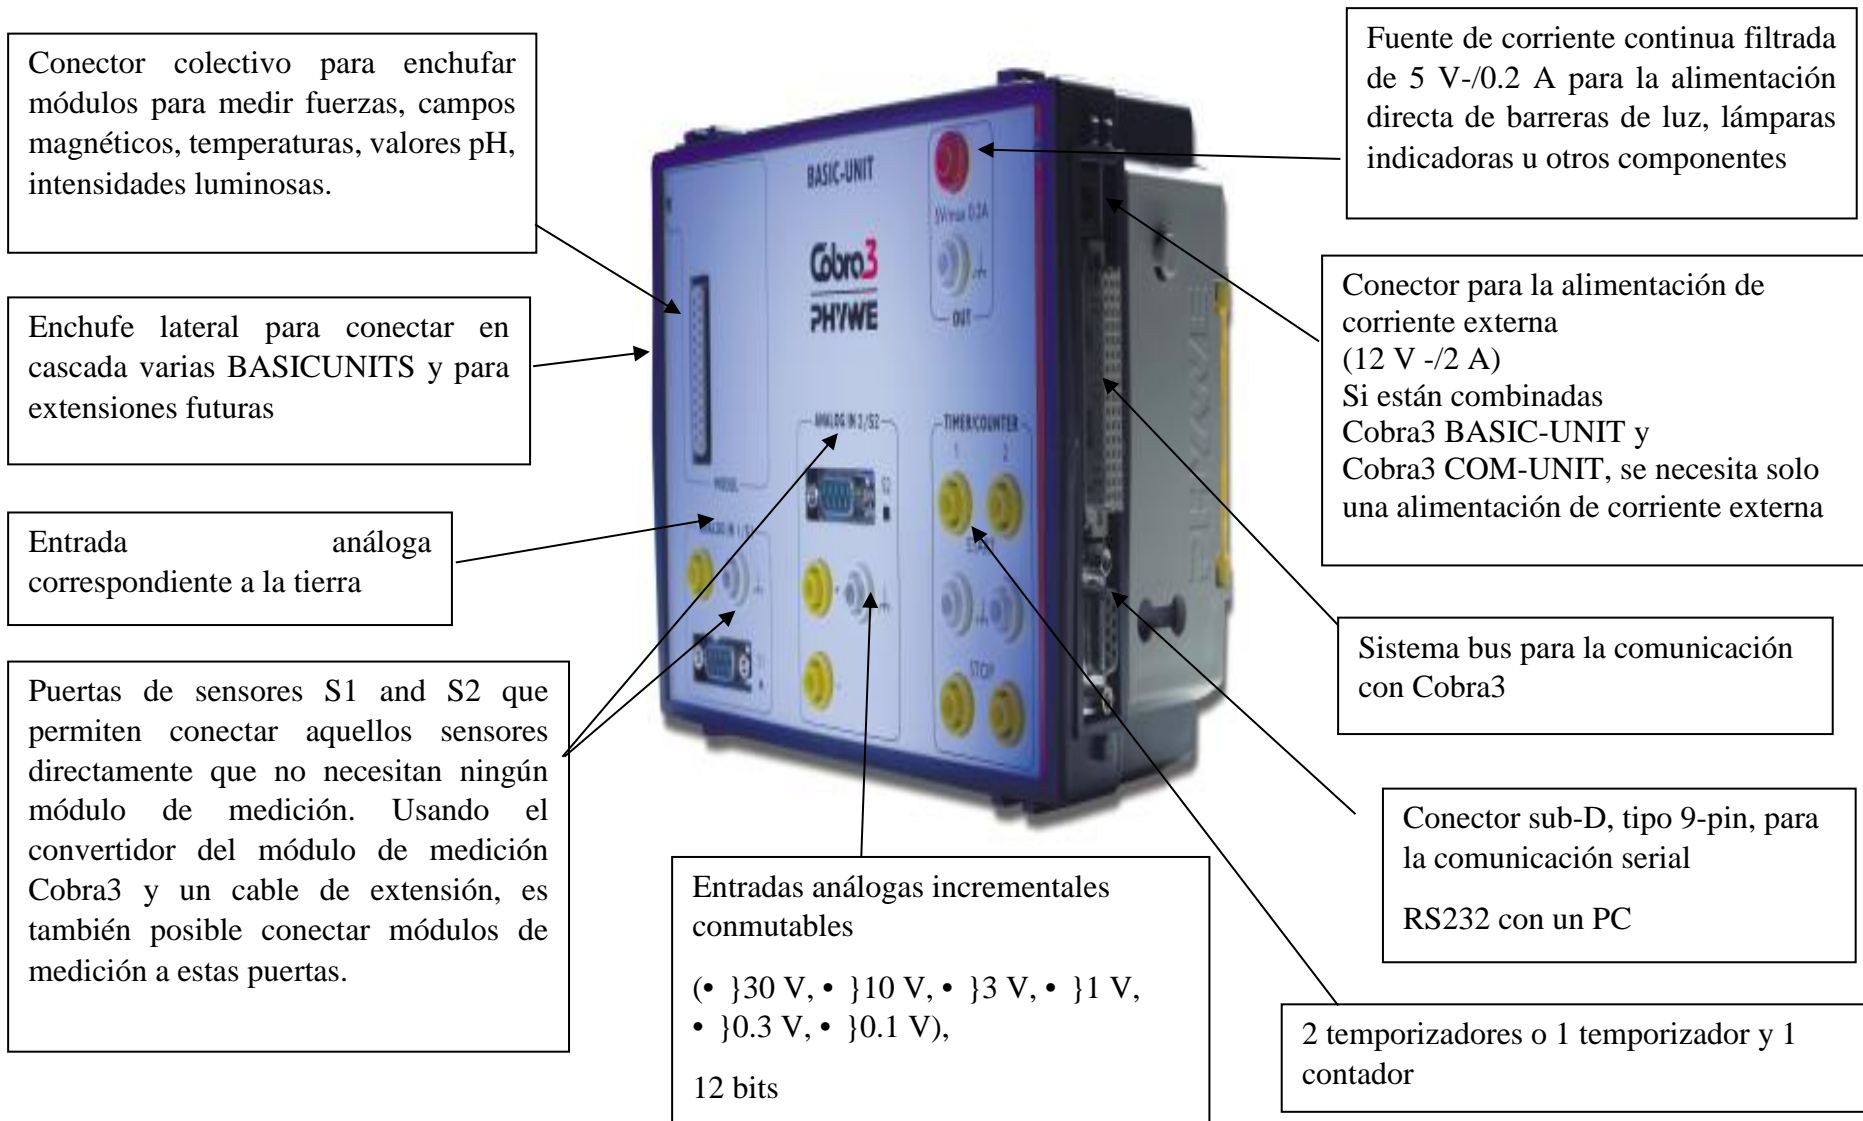 Conector colectivo para enchufar
módulos para medir fuerzas, campos
magnéticos, temperaturas, valores pH,
intensidades luminosas.
Enchufe lateral para conectar en
cascada varias BASICUNITS y para
extensiones futuras
Entrada análoga
correspondiente a la tierra
Puertas de sensores S1 and S2 que
permiten conectar aquellos sensores
directamente que no necesitan ningún
módulo de medición. Usando el
convertidor del módulo de medición
Cobra3 y un cable de extensión, es
también posible conectar módulos de
medición a estas puertas.
BASIC-UNIT
Cobra3
PHYWE
5V/max 0.2A
OUT
MODUL
ANALOG IN 2/S2
S2
TIMER/COUNTER
1 2
START
STOP
ANALOG IN 1/S1
S1
PHYWE
Entradas análogas incrementales
conmutables
(• }30 V, • }10 V, • }3 V, • }1 V,
• }0.3 V, • }0.1 V),
12 bits
Fuente de corriente continua filtrada
de 5 V-/0.2 A para la alimentación
directa de barreras de luz, lámparas
indicadoras u otros componentes
Conector para la alimentación de
corriente externa
(12 V -/2 A)
Si están combinadas
Cobra3 BASIC-UNIT y
Cobra3 COM-UNIT, se necesita solo
una alimentación de corriente externa
Sistema bus para la comunicación
con Cobra3
Conector sub-D, tipo 9-pin, para
la comunicación serial
RS232 con un PC
2 temporizadores o 1 temporizador y 1
contador